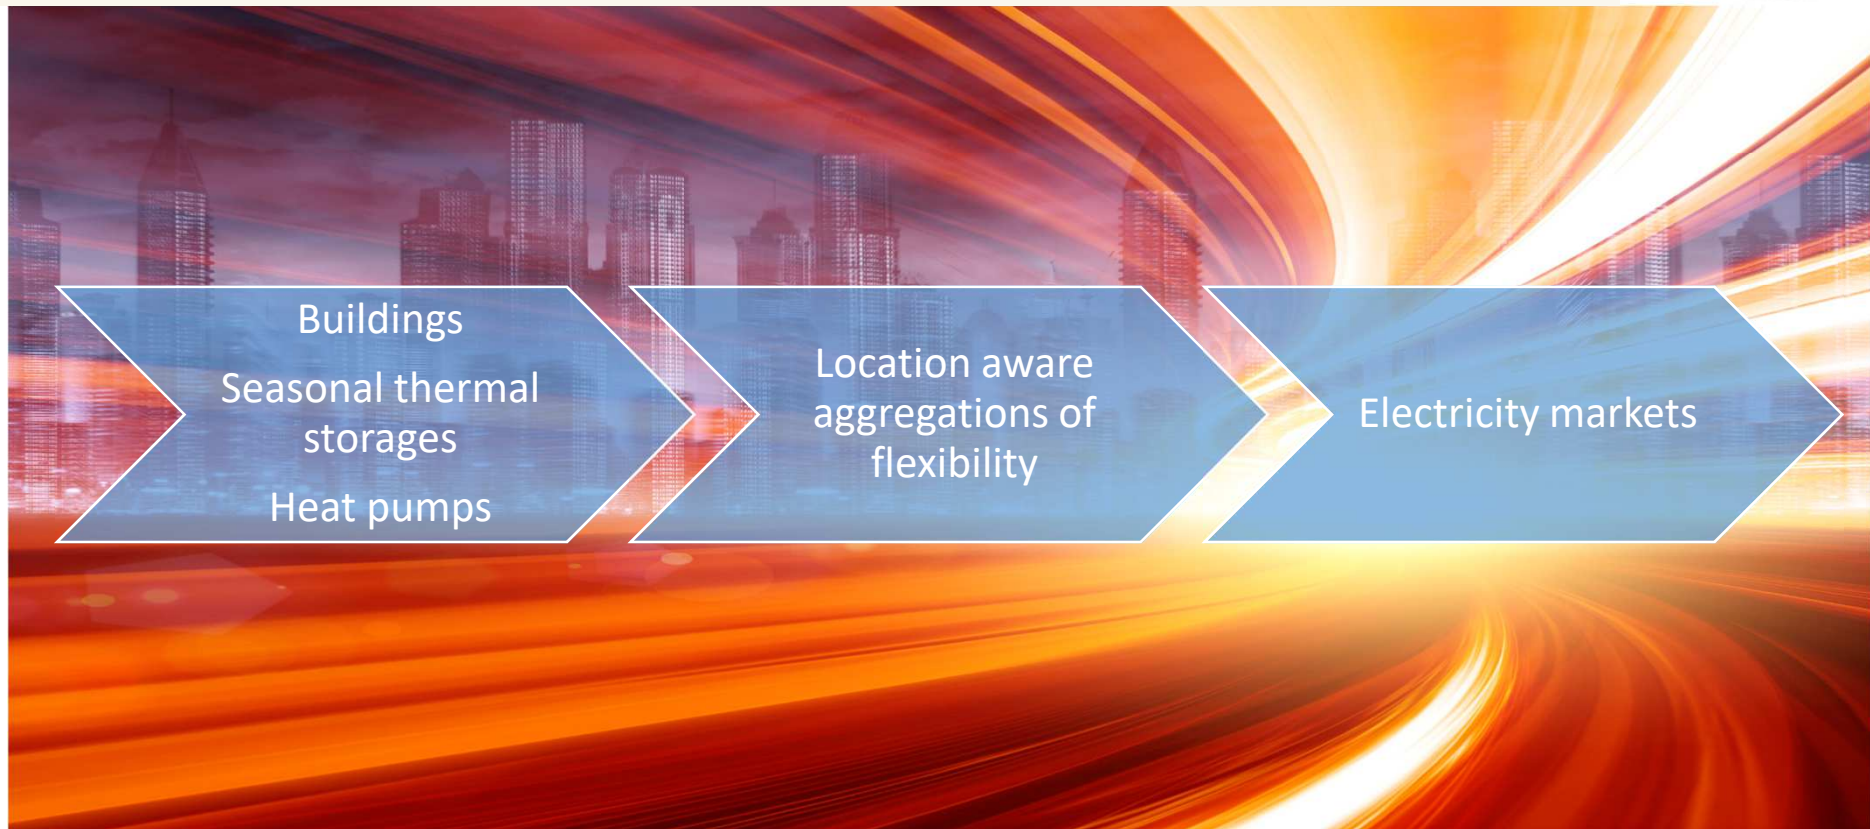 Buildings
Seasonal thermal
storages
Heat pumps
Location aware
aggregations of
flexibility
Electricity markets